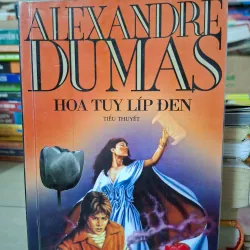 ALEXANDRE
DUMAS
HOA TUY LÍP ĐEN
TIỂU THUYẾT